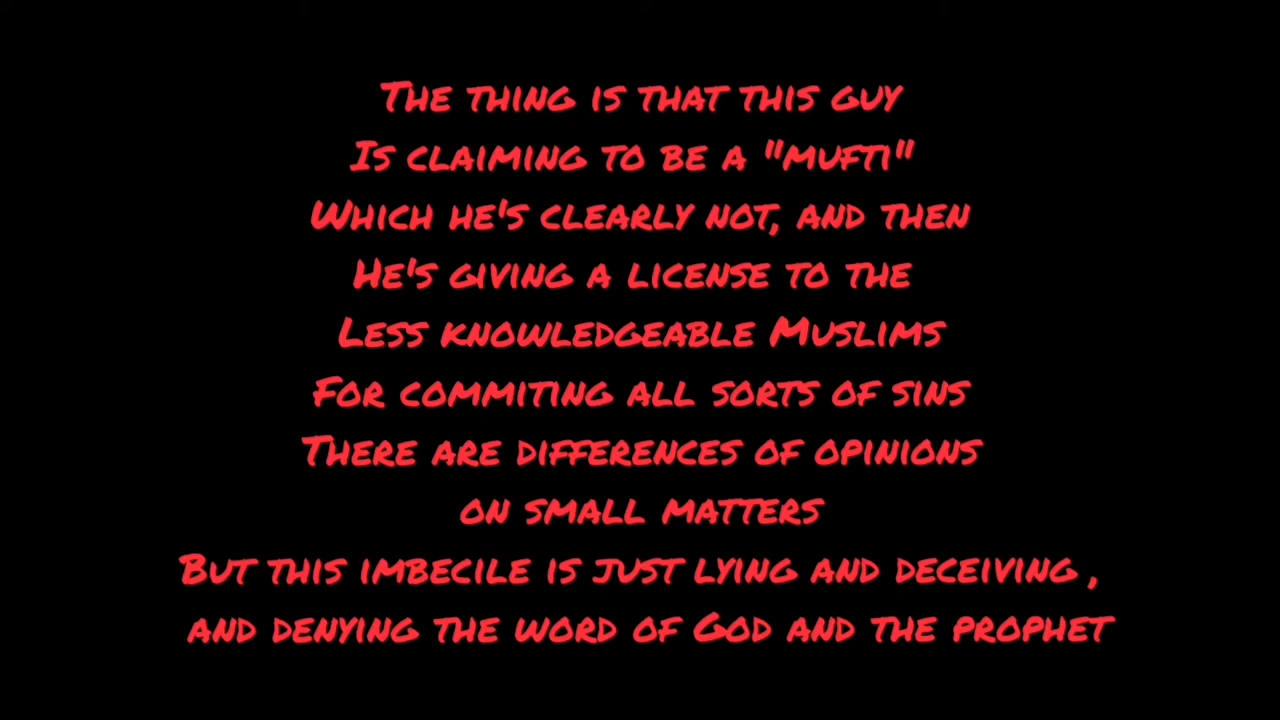 The thing is that this guy
Is claiming to be a "mufti"
Which he's clearly not, and then
He's giving a license to the
Less knowledgeable Muslims
For commiting all sorts of sins
There are differences of opinions
on small matters
But this imbecile is just lying and deceiving ,
and denying the word of God and the prophet